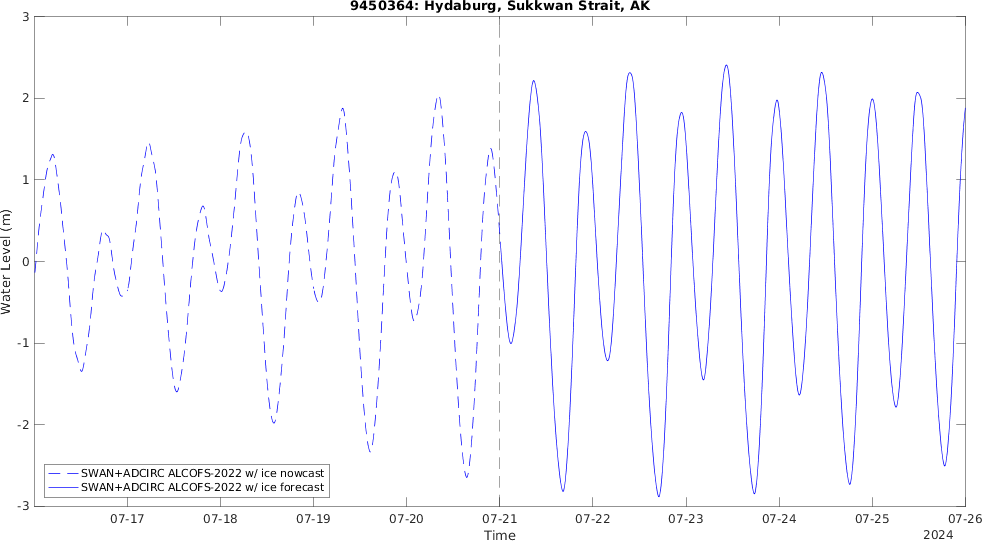 9450364: Hydaburg, Sukkwan Strait, AK
Water Level (m)
3
2
1
0
-1
-2
-3
SWAN+ADCIRC ALCOFS-2022 w/ ice nowcast
SWAN+ADCIRC ALCOFS-2022 w/ ice forecast
07-17 07-18 07-19 07-20 07-21 07-22 07-23 07-24 07-25 07-26
Time
2024